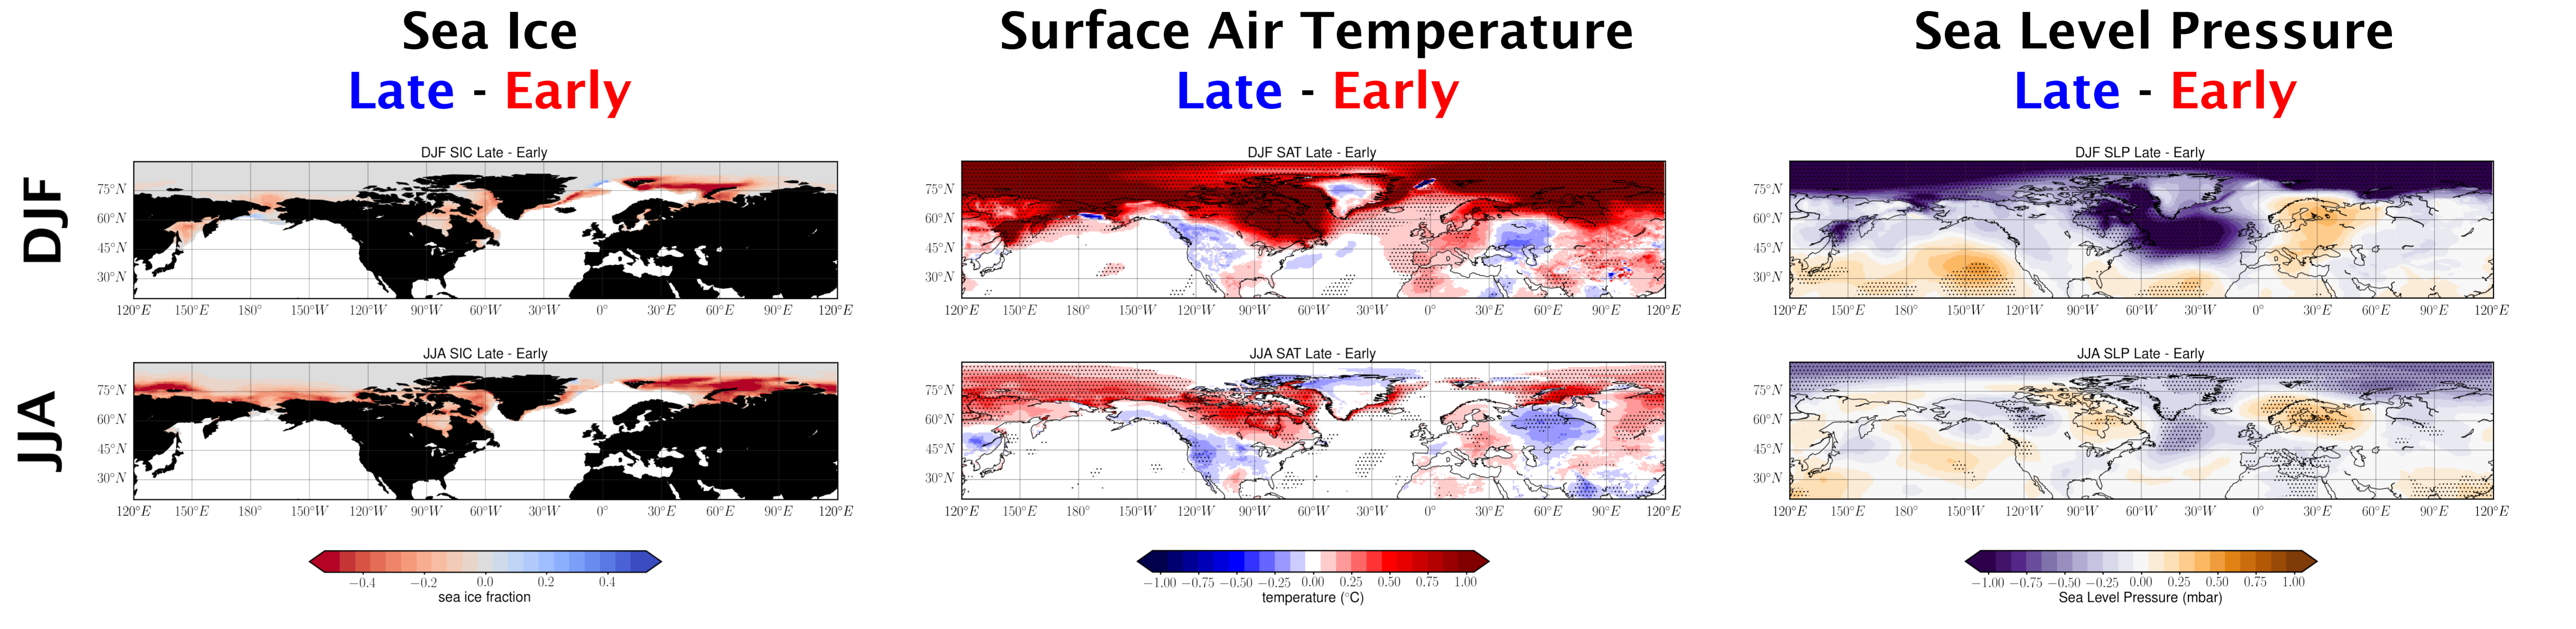 Sea Ice
Late - Early
Surface Air Temperature
Late - Early
Sea Level Pressure
Late - Early
DJF
DJF SIC Late - Early
75°N
60°N
45°N
30°N
120°E 150°E 180° 150°W 120°W 90°W 60°W 30°W 0° 30°E 60°E 90°E 120°E
DJF SAT Late - Early
75°N
60°N
45°N
30°N
120°E 150°E 180° 150°W 120°W 90°W 60°W 30°W 0° 30°E 60°E 90°E 120°E
DJF SLP Late - Early
75°N
60°N
45°N
30°N
120°E 150°E 180° 150°W 120°W 90°W 60°W 30°W 0° 30°E 60°E 90°E 120°E
JJA
JJA SIC Late - Early
75°N
60°N
45°N
30°N
120°E 150°E 180° 150°W 120°W 90°W 60°W 30°W 0° 30°E 60°E 90°E 120°E
JJA SAT Late - Early
75°N
60°N
45°N
30°N
120°E 150°E 180° 150°W 120°W 90°W 60°W 30°W 0° 30°E 60°E 90°E 120°E
JJA SLP Late - Early
75°N
60°N
45°N
30°N
120°E 150°E 180° 150°W 120°W 90°W 60°W 30°W 0° 30°E 60°E 90°E 120°E
−0.4 −0.2 0.0 0.2 0.4
sea ice fraction
−1.00 −0.75 −0.50 −0.25 0.00 0.25 0.50 0.75 1.00
temperature (°C)
−1.00 −0.75 −0.50 −0.25 0.00 0.25 0.50 0.75 1.00
Sea Level Pressure (mbar)